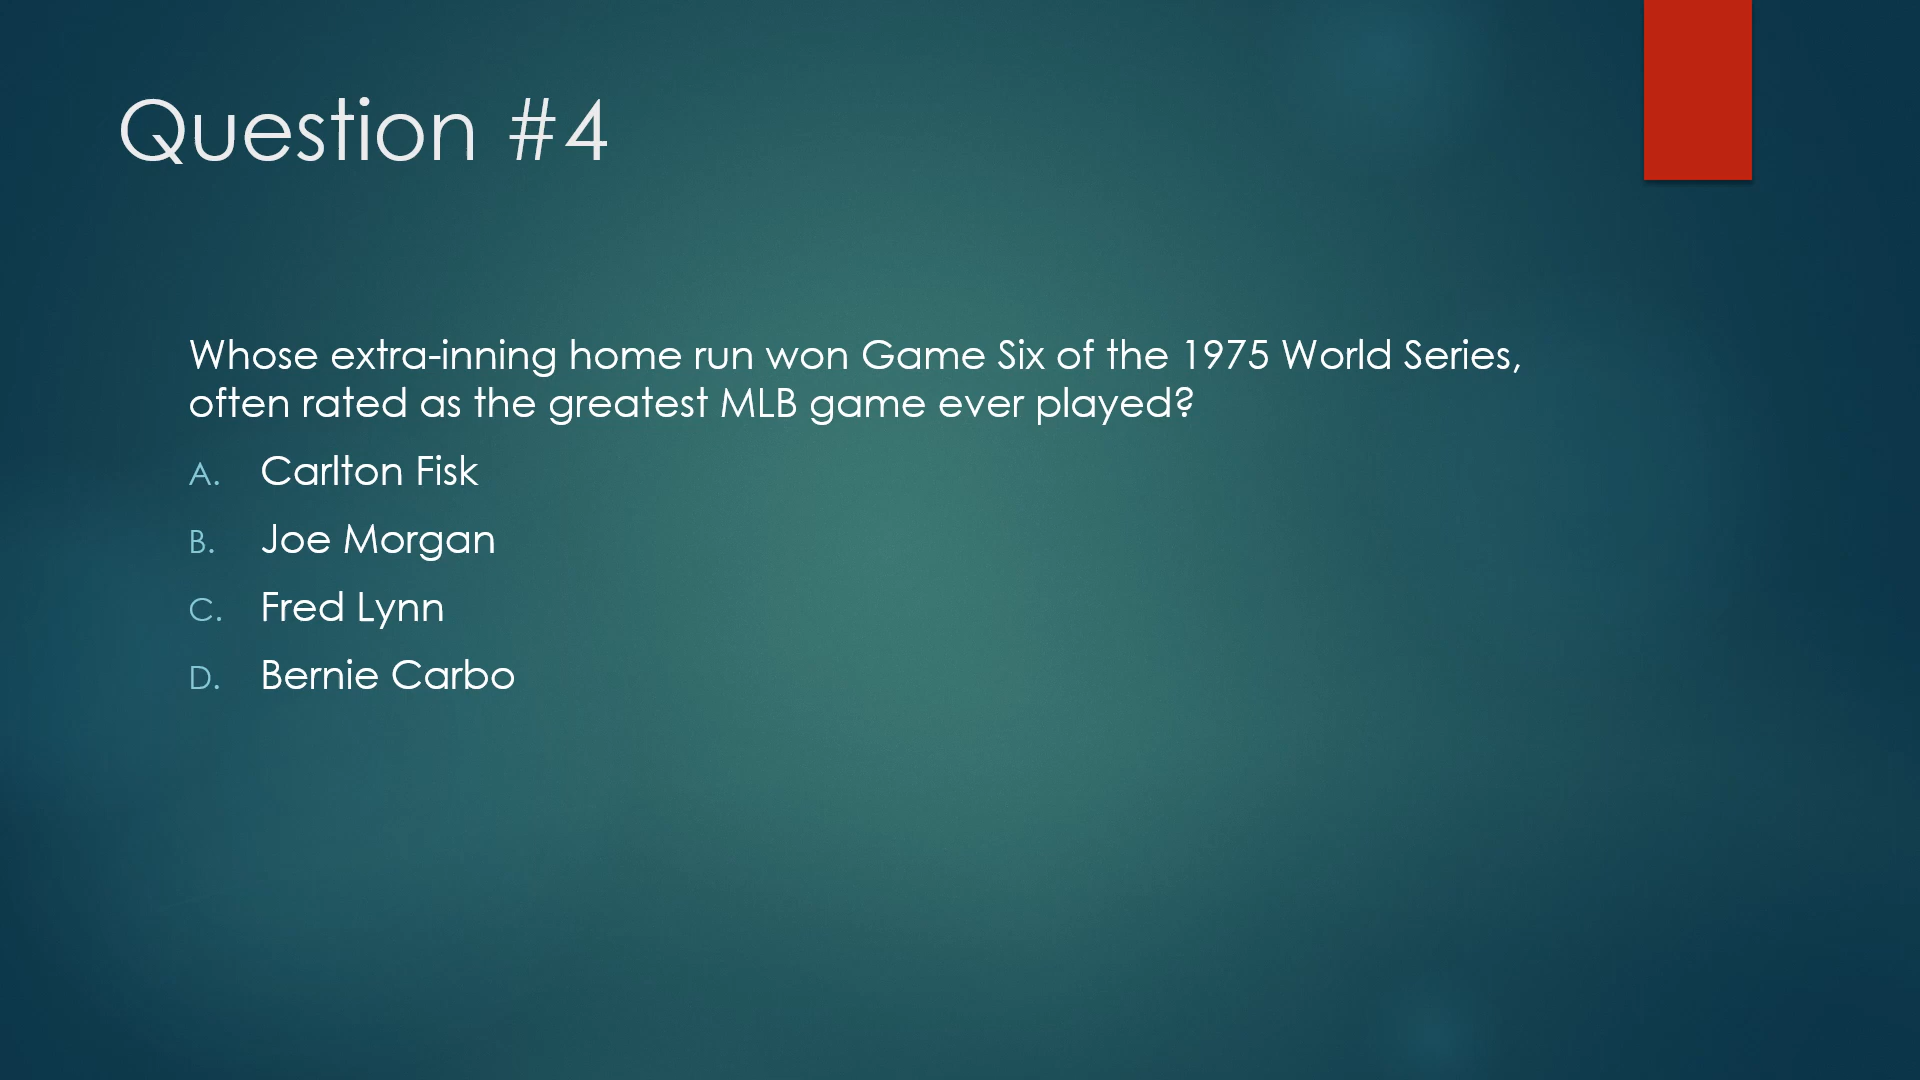 Question #4
Whose extra-inning home run won Game Six of the 1975 World Series,
often rated as the greatest MLB game ever played?
A. Carlton Fisk
B. Joe Morgan
C. Fred Lynn
D. Bernie Carbo